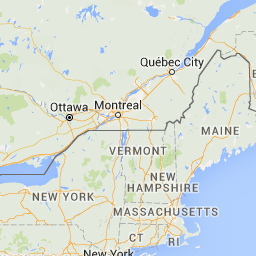 Québec City
Ottawa
Montreal
MAINE
VERMONT
NEW
HAMPSHIRE
NEW YORK
MASSACHUSETTS
CT
RI
New York